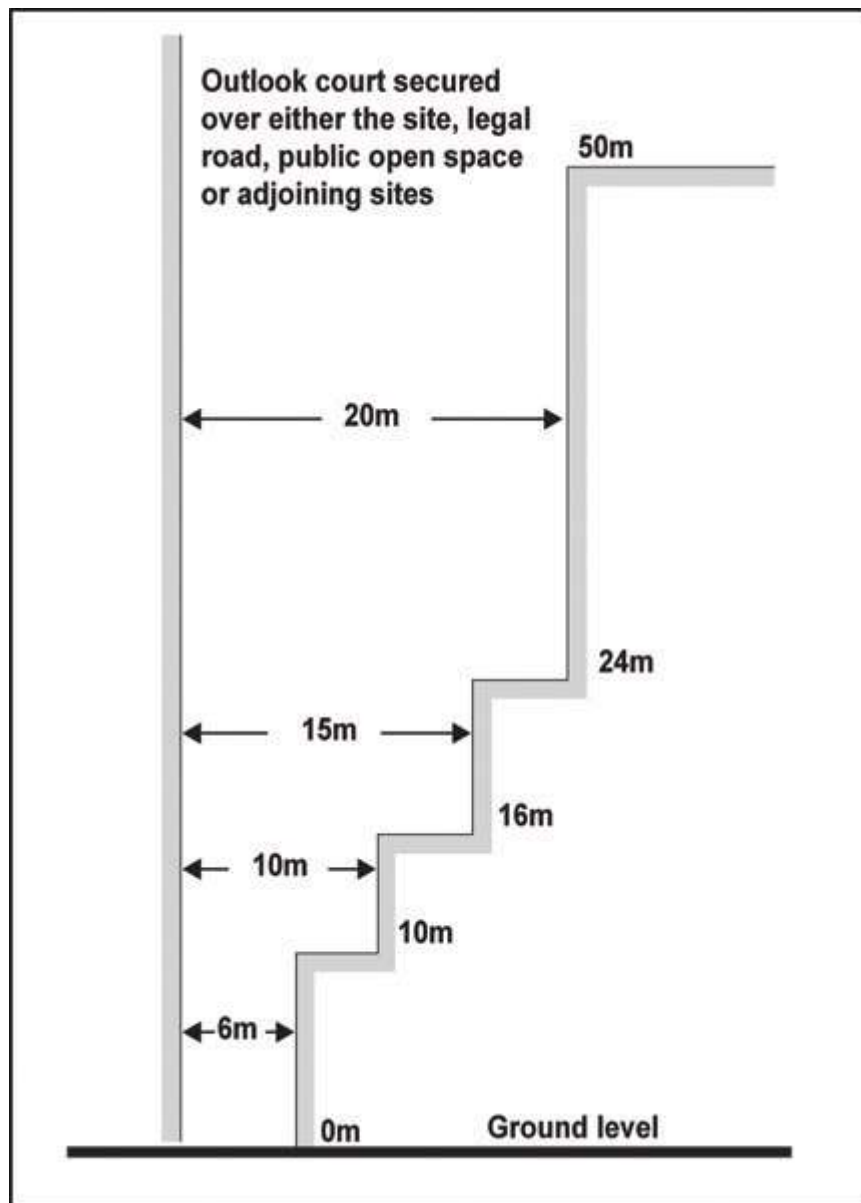 Outlook court secured
over either the site, legal
road, public open space
or adjoining sites
50m
20m
24m
15m
16m
10m
10m
6m
0m
Ground level